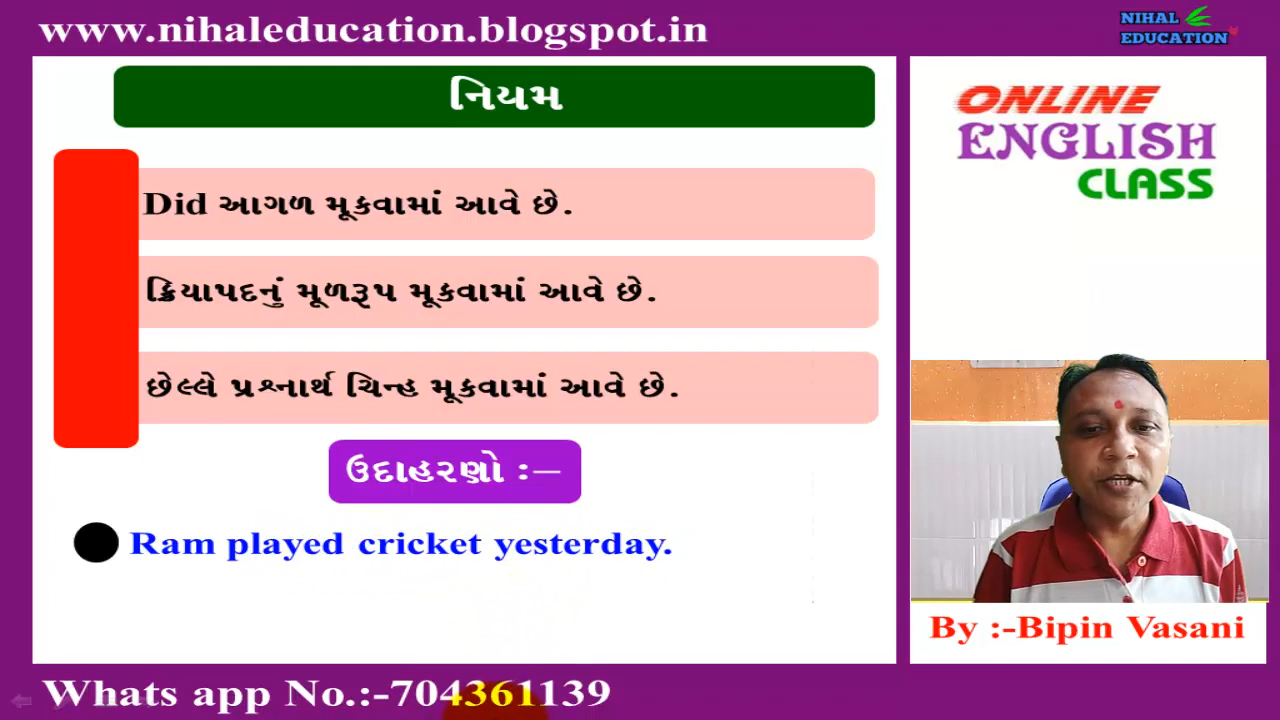 www.nihaleducation.blogspot.in
NIHAL
EDUCATION
નિયમ
ONLINE
ENGLISH
CLASS
Did આગળ મૂકવામાં આવે છે.
ક્રિયાપદનું મૂળરૂપ મૂકવામાં આવે છે.
છેલ્લે પ્રશ્નાર્થ ચિન્હ મૂકવામાં આવે છે.
ઉદાહરણો :–
Ram played cricket yesterday.
By :-Bipin Vasani
Whats app No.:-704361139